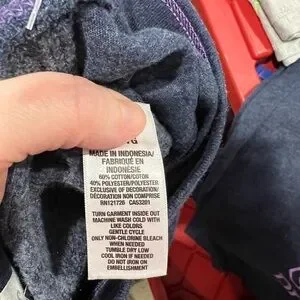 MADE IN INDONESIA/
FABRIQUÉ EN
INDONÉSIE
60% COTTON/COTON
40% POLYESTER/POLYESTER
EXCLUSIVE OF DECORATION/
DÉCORATION NON COMPRISE
RN121726 CA53201
TURN GARMENT INSIDE OUT
MACHINE WASH COLD WITH
LIKE COLORS
GENTLE CYCLE
ONLY NON-CHLORINE BLEACH
WHEN NEEDED
TUMBLE DRY LOW
COOL IRON IF NEEDED
DO NOT IRON ON
EMBELLISHMENT